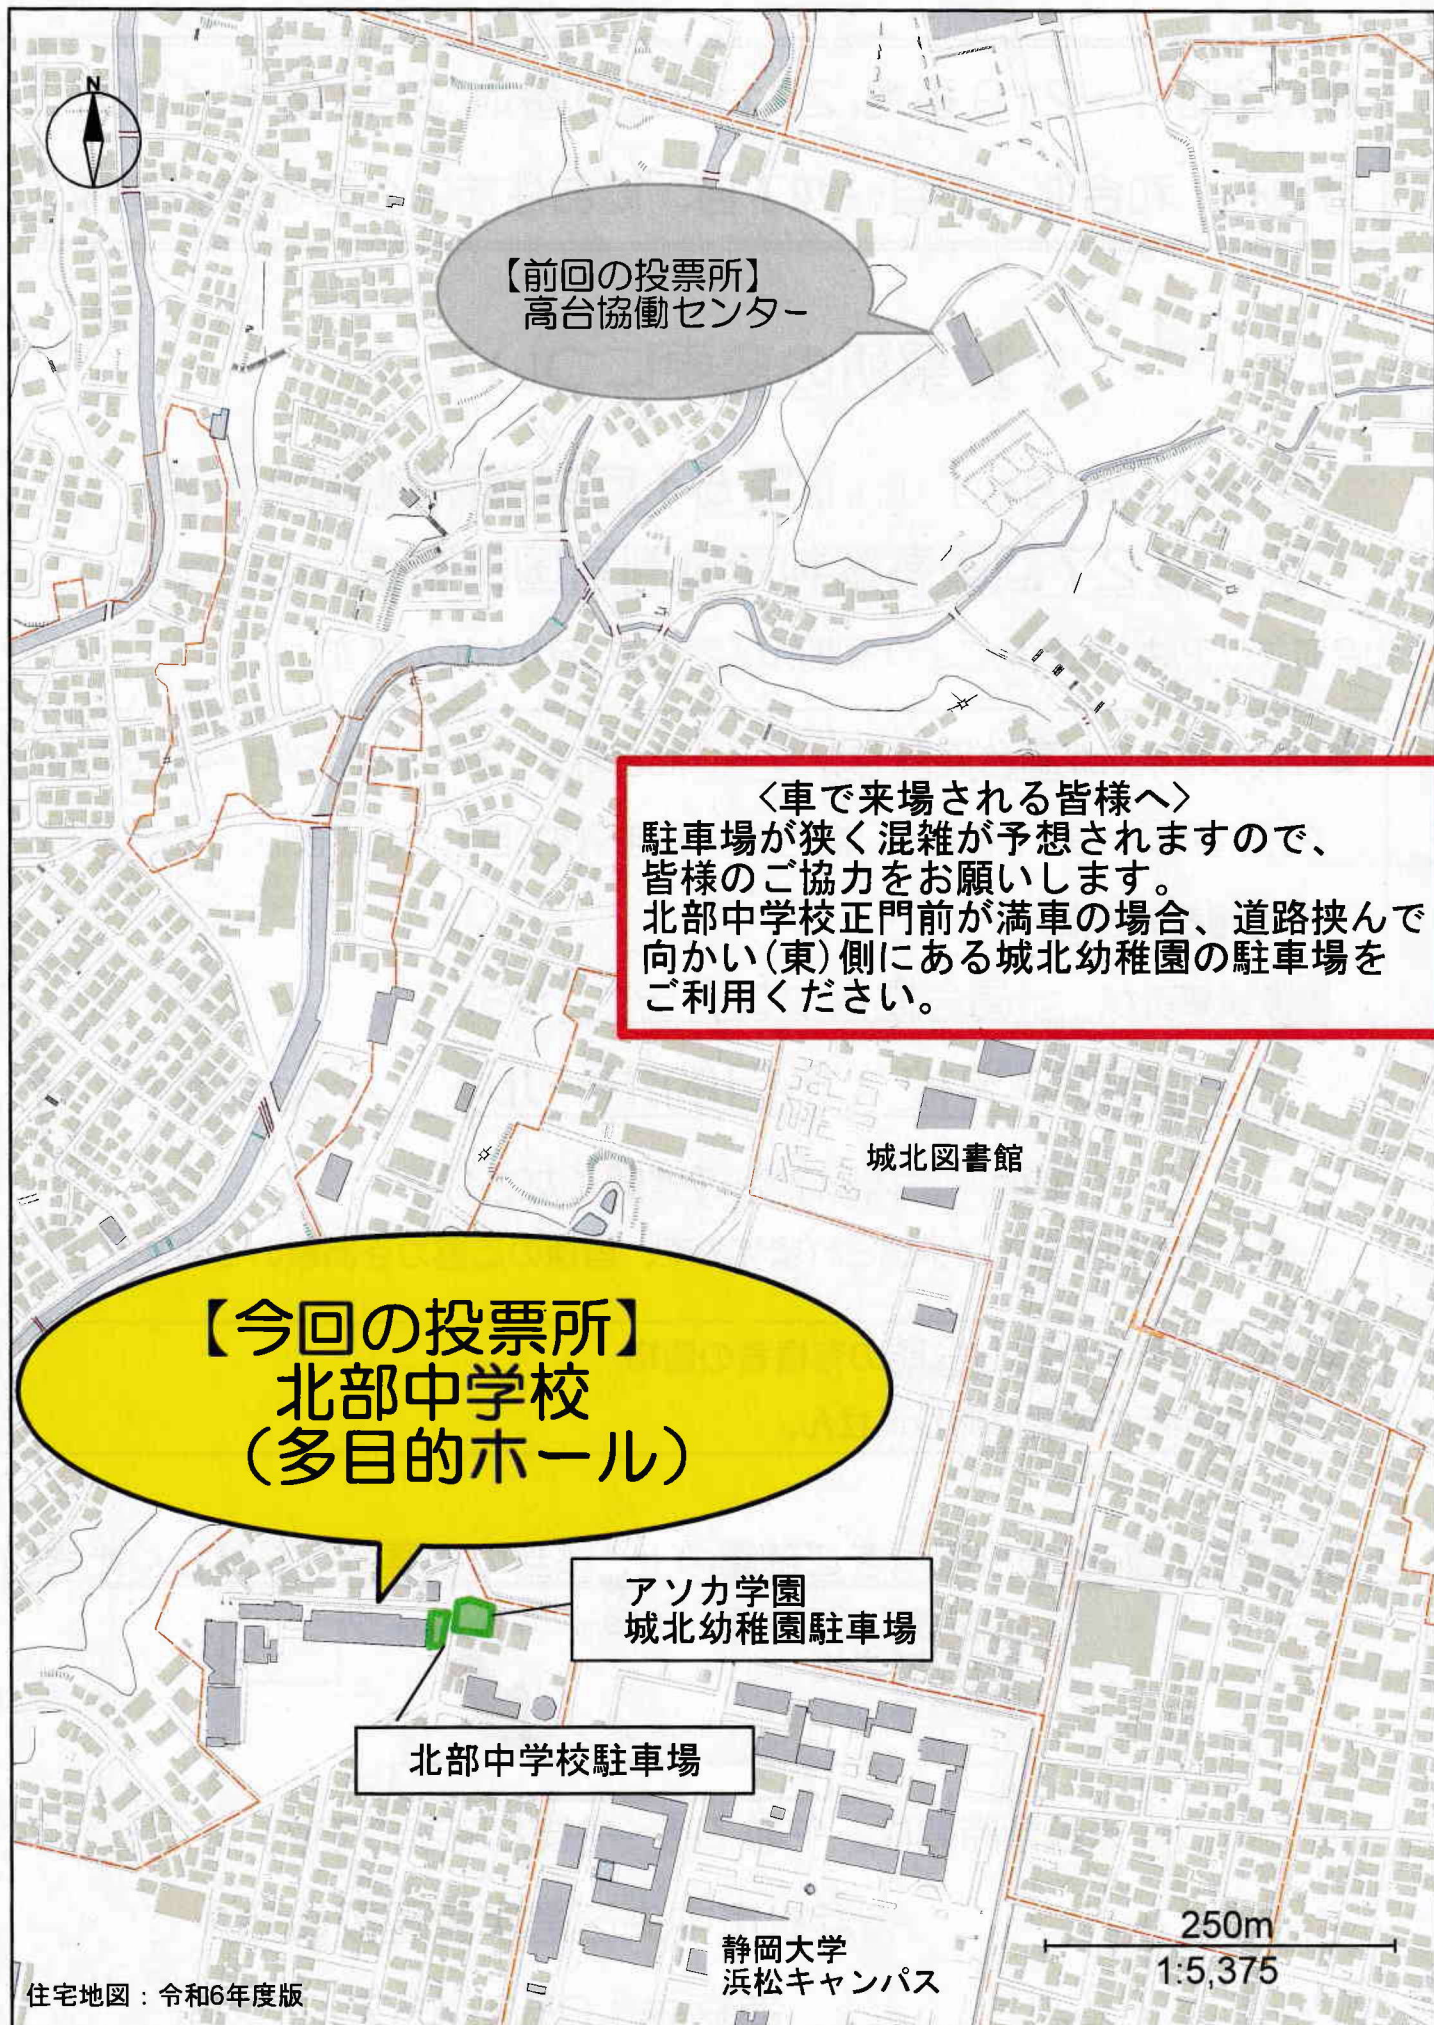 N
【前回の投票所】
高台協働センター
＜車で来場される皆様へ＞
駐車場が狭く混雑が予想されますので、
皆様のご協力をお願いします。
北部中学校正門前が満車の場合、道路挟んで
向かい(東)側にある城北幼稚園の駐車場を
ご利用ください。
城北図書館
【今回の投票所】
北部中学校
(多目的ホール)
アソカ学園
城北幼稚園駐車場
北部中学校駐車場
静岡大学
浜松キャンパス
250m
1:5,375
住宅地図：令和6年度版